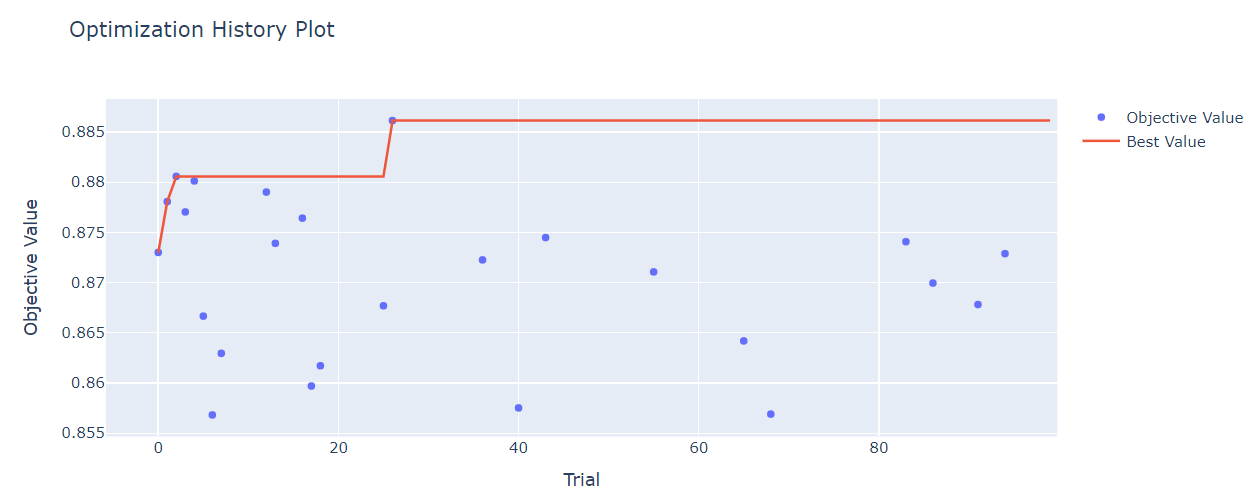 Optimization History Plot
Objective Value
Best Value
0.885
0.88
0.875
0.87
0.865
0.86
0.855
Objective Value
0
20
40
60
80
Trial